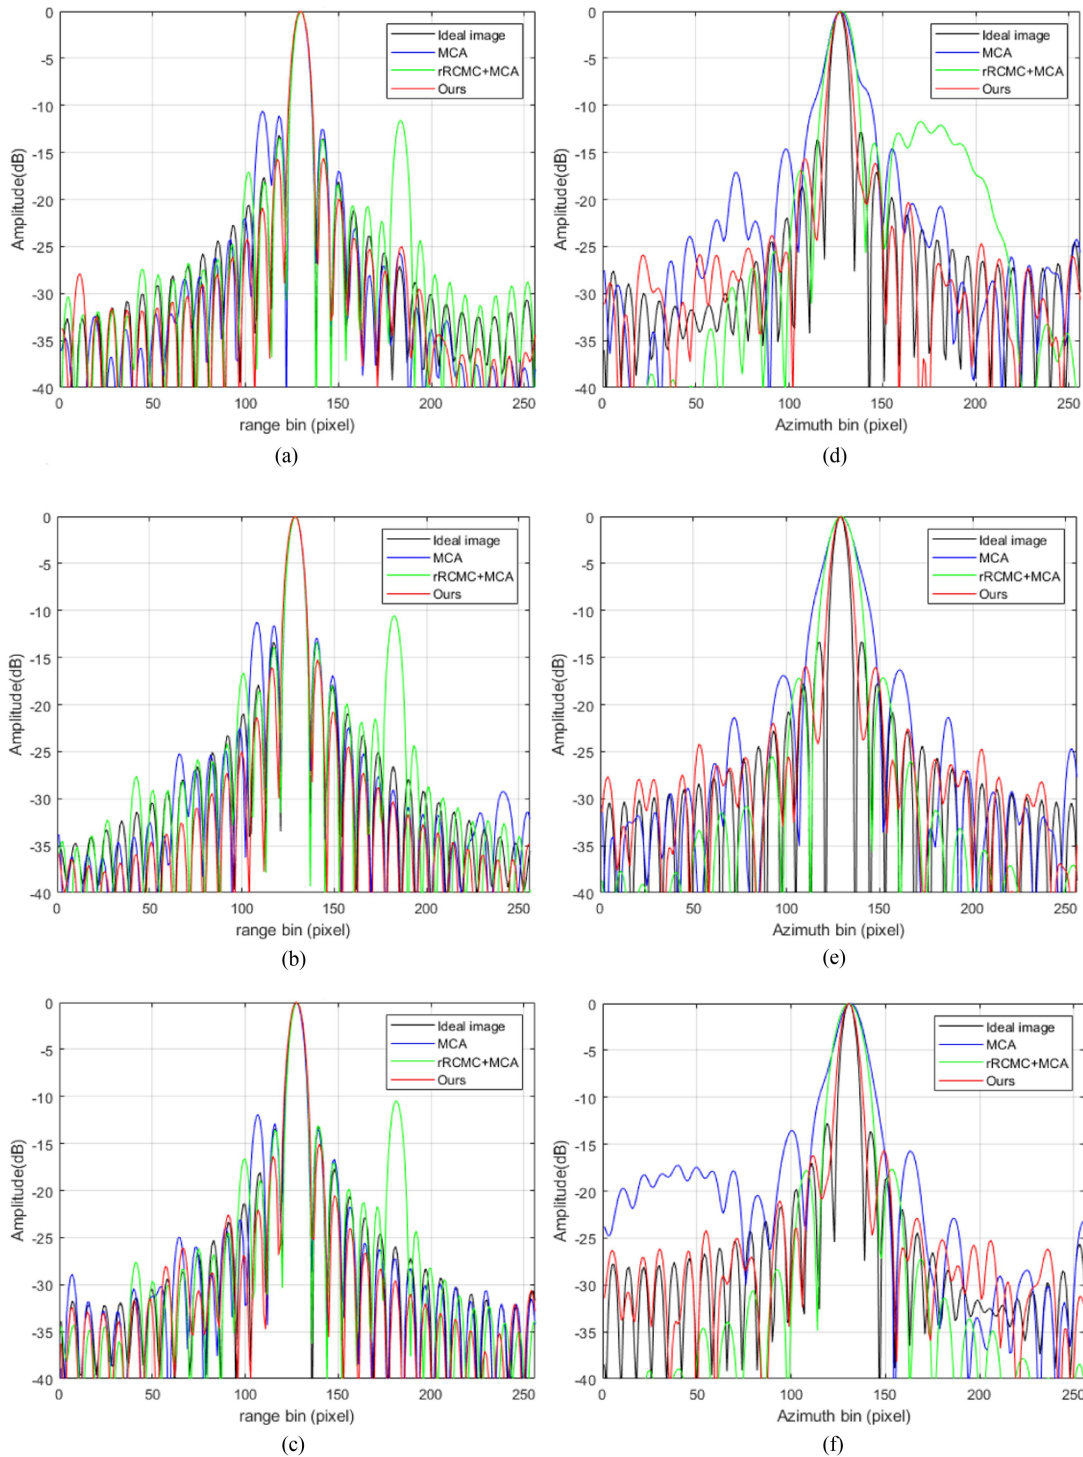 0
-5
-10
-15
-20
-25
-30
-35
-40
Amplitude(dB)
Ideal image
MCA
rRCMC+MCA
Ours
0 50 100 150 200 250
range bin (pixel)
(a)
0
-5
-10
-15
-20
-25
-30
-35
-40
Amplitude(dB)
Ideal image
MCA
rRCMC+MCA
Ours
0 50 100 150 200 250
Azimuth bin (pixel)
(d)
0
-5
-10
-15
-20
-25
-30
-35
-40
Amplitude(dB)
Ideal image
MCA
rRCMC+MCA
Ours
0 50 100 150 200 250
range bin (pixel)
(b)
0
-5
-10
-15
-20
-25
-30
-35
-40
Amplitude(dB)
Ideal image
MCA
rRCMC+MCA
Ours
0 50 100 150 200 250
Azimuth bin (pixel)
(e)
0
-5
-10
-15
-20
-25
-30
-35
-40
Amplitude(dB)
Ideal image
MCA
rRCMC+MCA
Ours
0 50 100 150 200 250
range bin (pixel)
(c)
0
-5
-10
-15
-20
-25
-30
-35
-40
Amplitude(dB)
Ideal image
MCA
rRCMC+MCA
Ours
0 50 100 150 200 250
Azimuth bin (pixel)
(f)